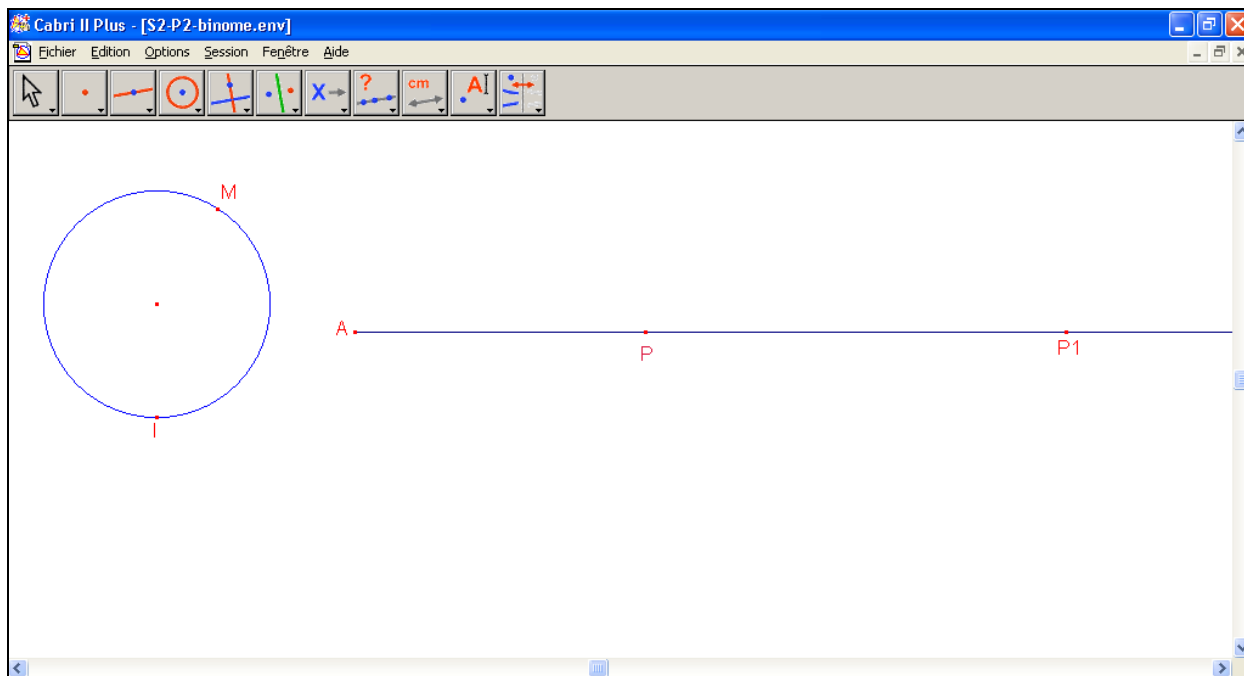 Cabri II Plus - [S2-P2-binome.env]
Fichier Edition Options Session Fenêtre Aide
X ? cm A
M
A
P
P1
I